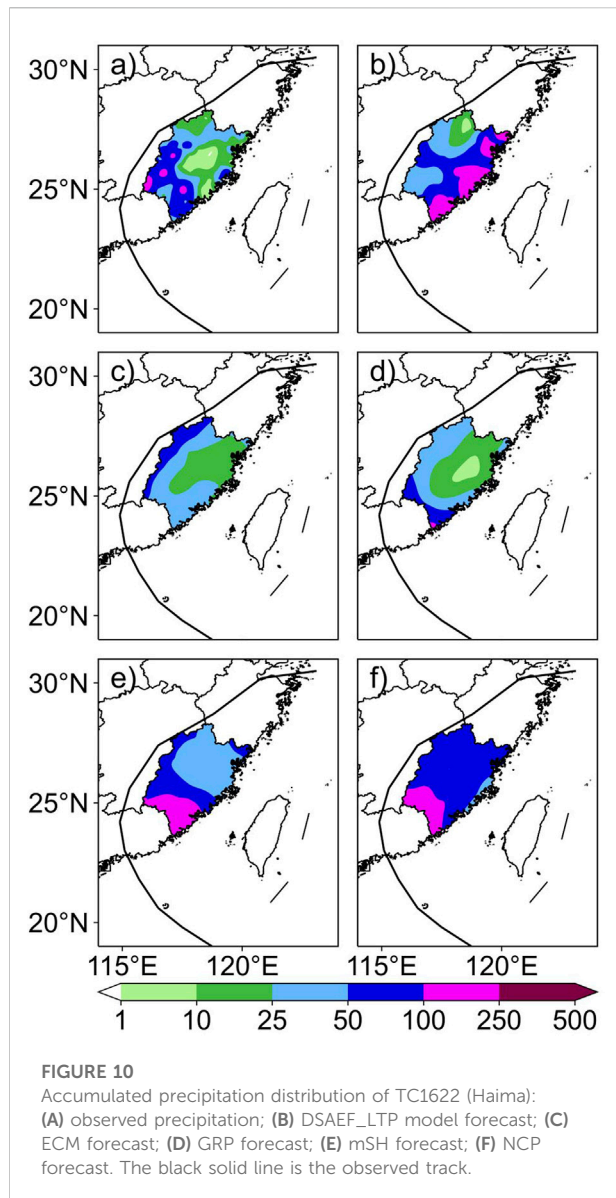 30°N
a)
b)
25°N
20°N
30°N
c)
d)
25°N
20°N
30°N
e)
f)
25°N
20°N
115°E 120°E 115°E 120°E
1 10 25 50 100 250 500
FIGURE 10
Accumulated precipitation distribution of TC1622 (Haima):
(A) observed precipitation; (B) DSAEF_LTP model forecast; (C)
ECM forecast; (D) GRP forecast; (E) mSH forecast; (F) NCP
forecast. The black solid line is the observed track.